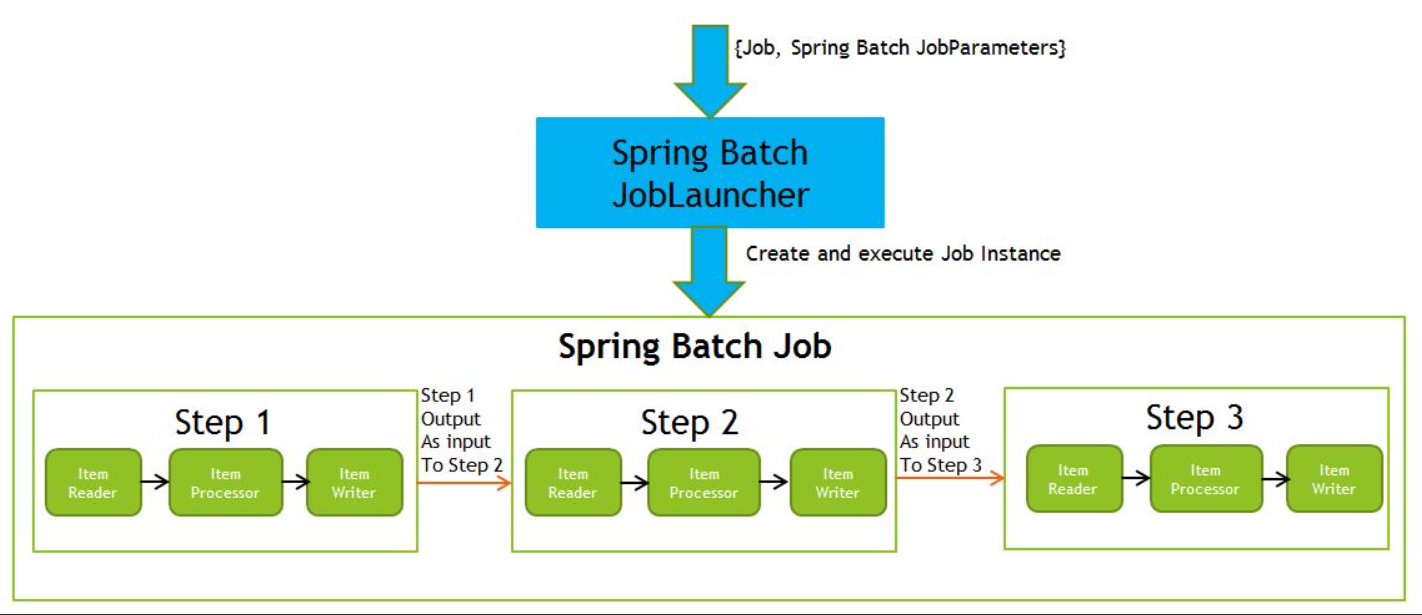 {Job, Spring Batch JobParameters}
Spring Batch
JobLauncher
Create and execute Job Instance
Spring Batch Job
Step 1
Item
Reader
Item
Processor
Item
Writer
Step 1
Output
As input
To Step 2
Step 2
Item
Reader
Item
Processor
Item
Writer
Step 2
Output
As input
To Step 3
Step 3
Item
Reader
Item
Processor
Item
Writer